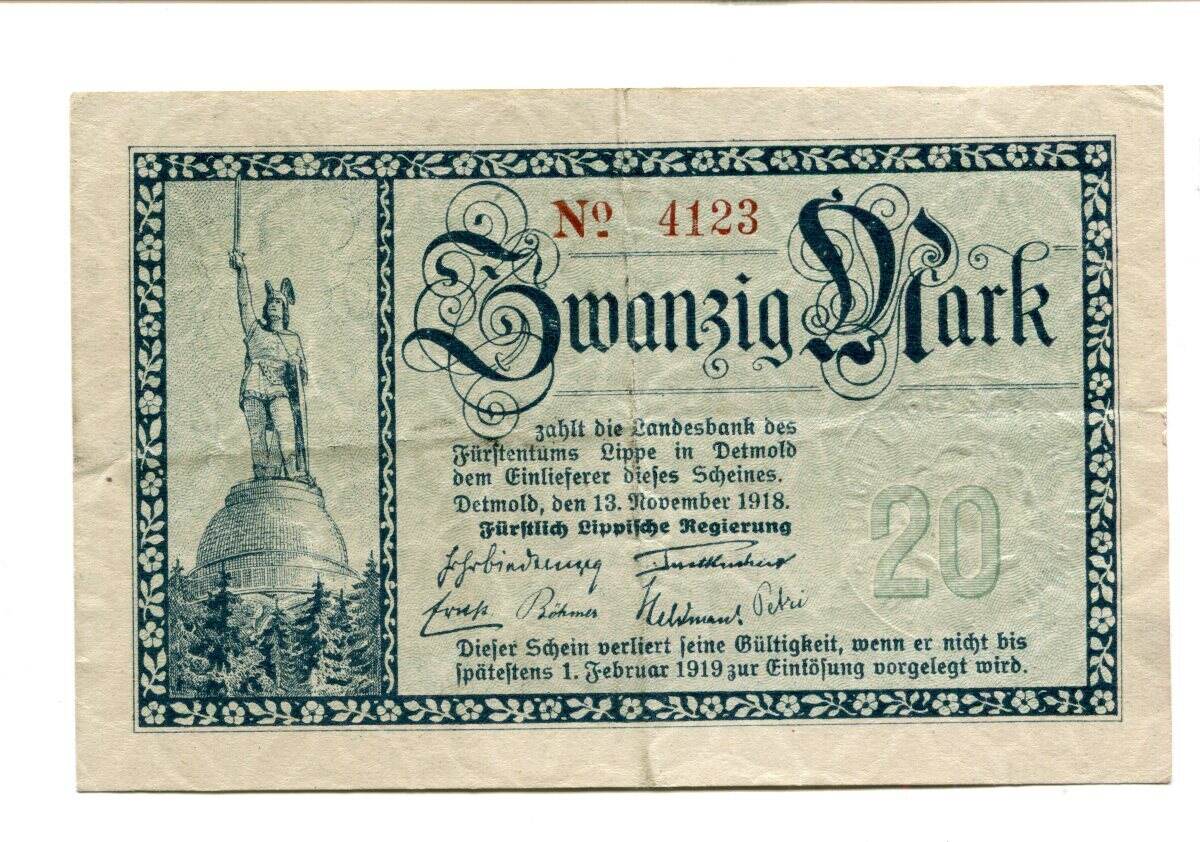 No 4123
Zwanzig Mark
zahlt die Landesbank des
Fürstentums Lippe in Detmold
dem Einlieferer dieses Scheines.
Detmold, den 13. November 1918.
Fürstlich Lippische Regierung
Ernst Böhmer Heldman Petri
20
Dieser Schein verliert seine Gültigkeit, wenn er nicht bis
spätestens 1. Februar 1919 zur Einlösung vorgelegt wird.